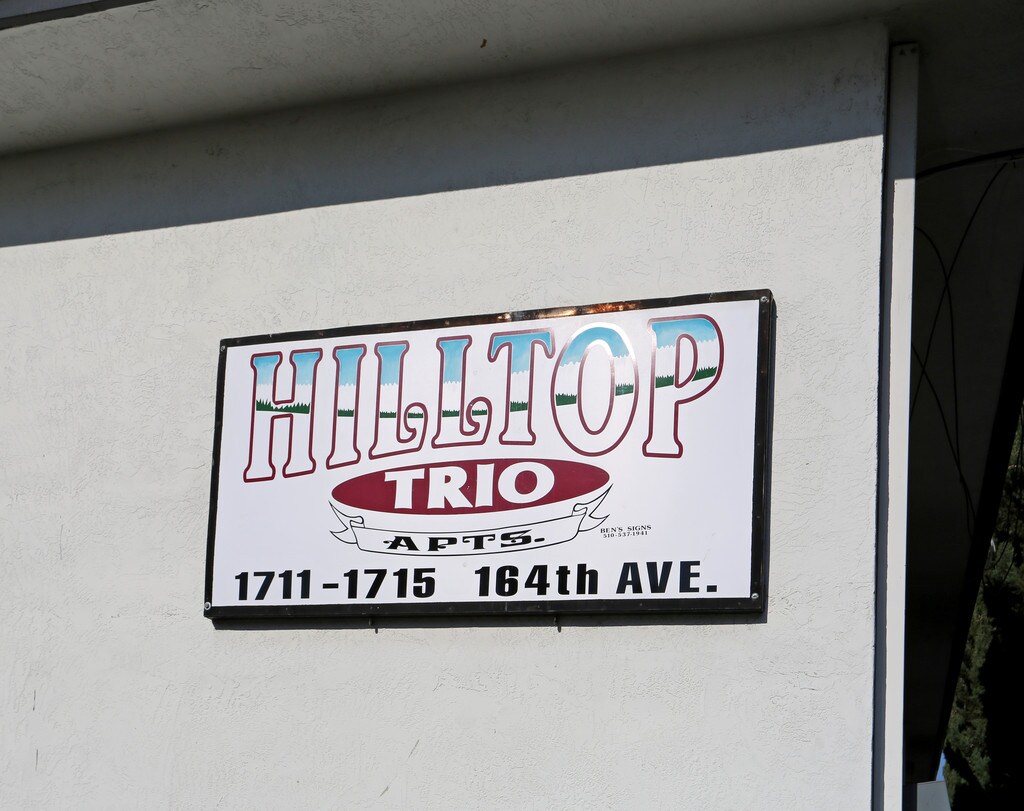 HILLTOP
TRIO
APTS.
BEN'S SIGNS
510-537-1941
1711-1715 164th AVE.